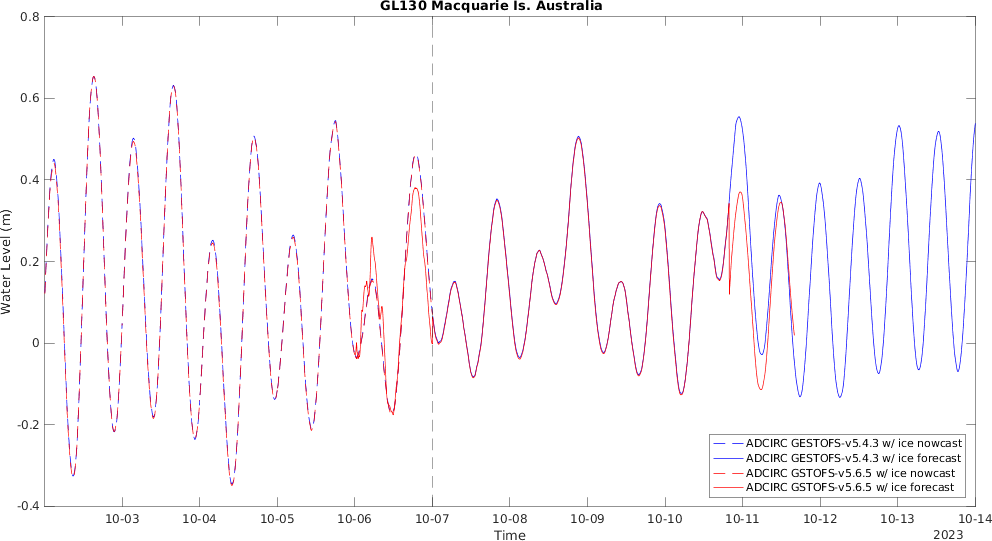 GL130 Macquarie Is. Australia
0.8
0.6
0.4
0.2
0
-0.2
-0.4
Water Level (m)
10-03
10-04
10-05
10-06
10-07
10-08
10-09
10-10
10-11
10-12
10-13
10-14
Time
2023
ADCIRC GESTOFS-v5.4.3 w/ ice nowcast
ADCIRC GESTOFS-v5.4.3 w/ ice forecast
ADCIRC GSTOFS-v5.6.5 w/ ice nowcast
ADCIRC GSTOFS-v5.6.5 w/ ice forecast